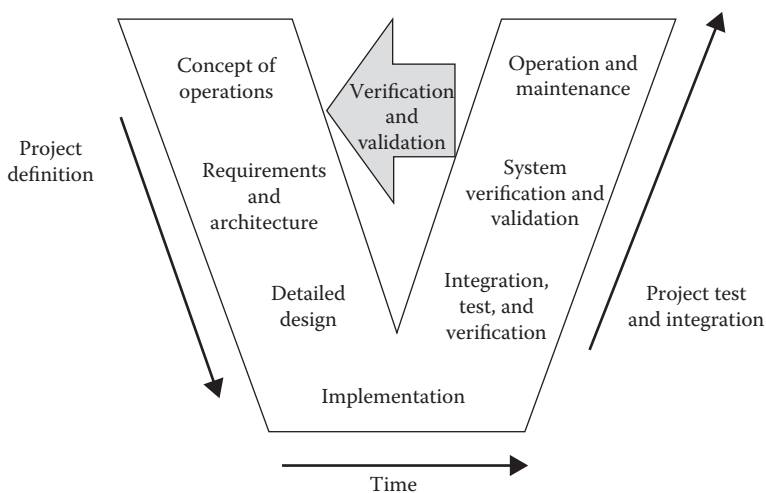 Concept of
operations
Verification
and
validation
Operation and
maintenance
Project
definition
Requirements
and
architecture
System
verification and
validation
Detailed
design
Integration,
test, and
verification
Project test
and integration
Implementation
Time